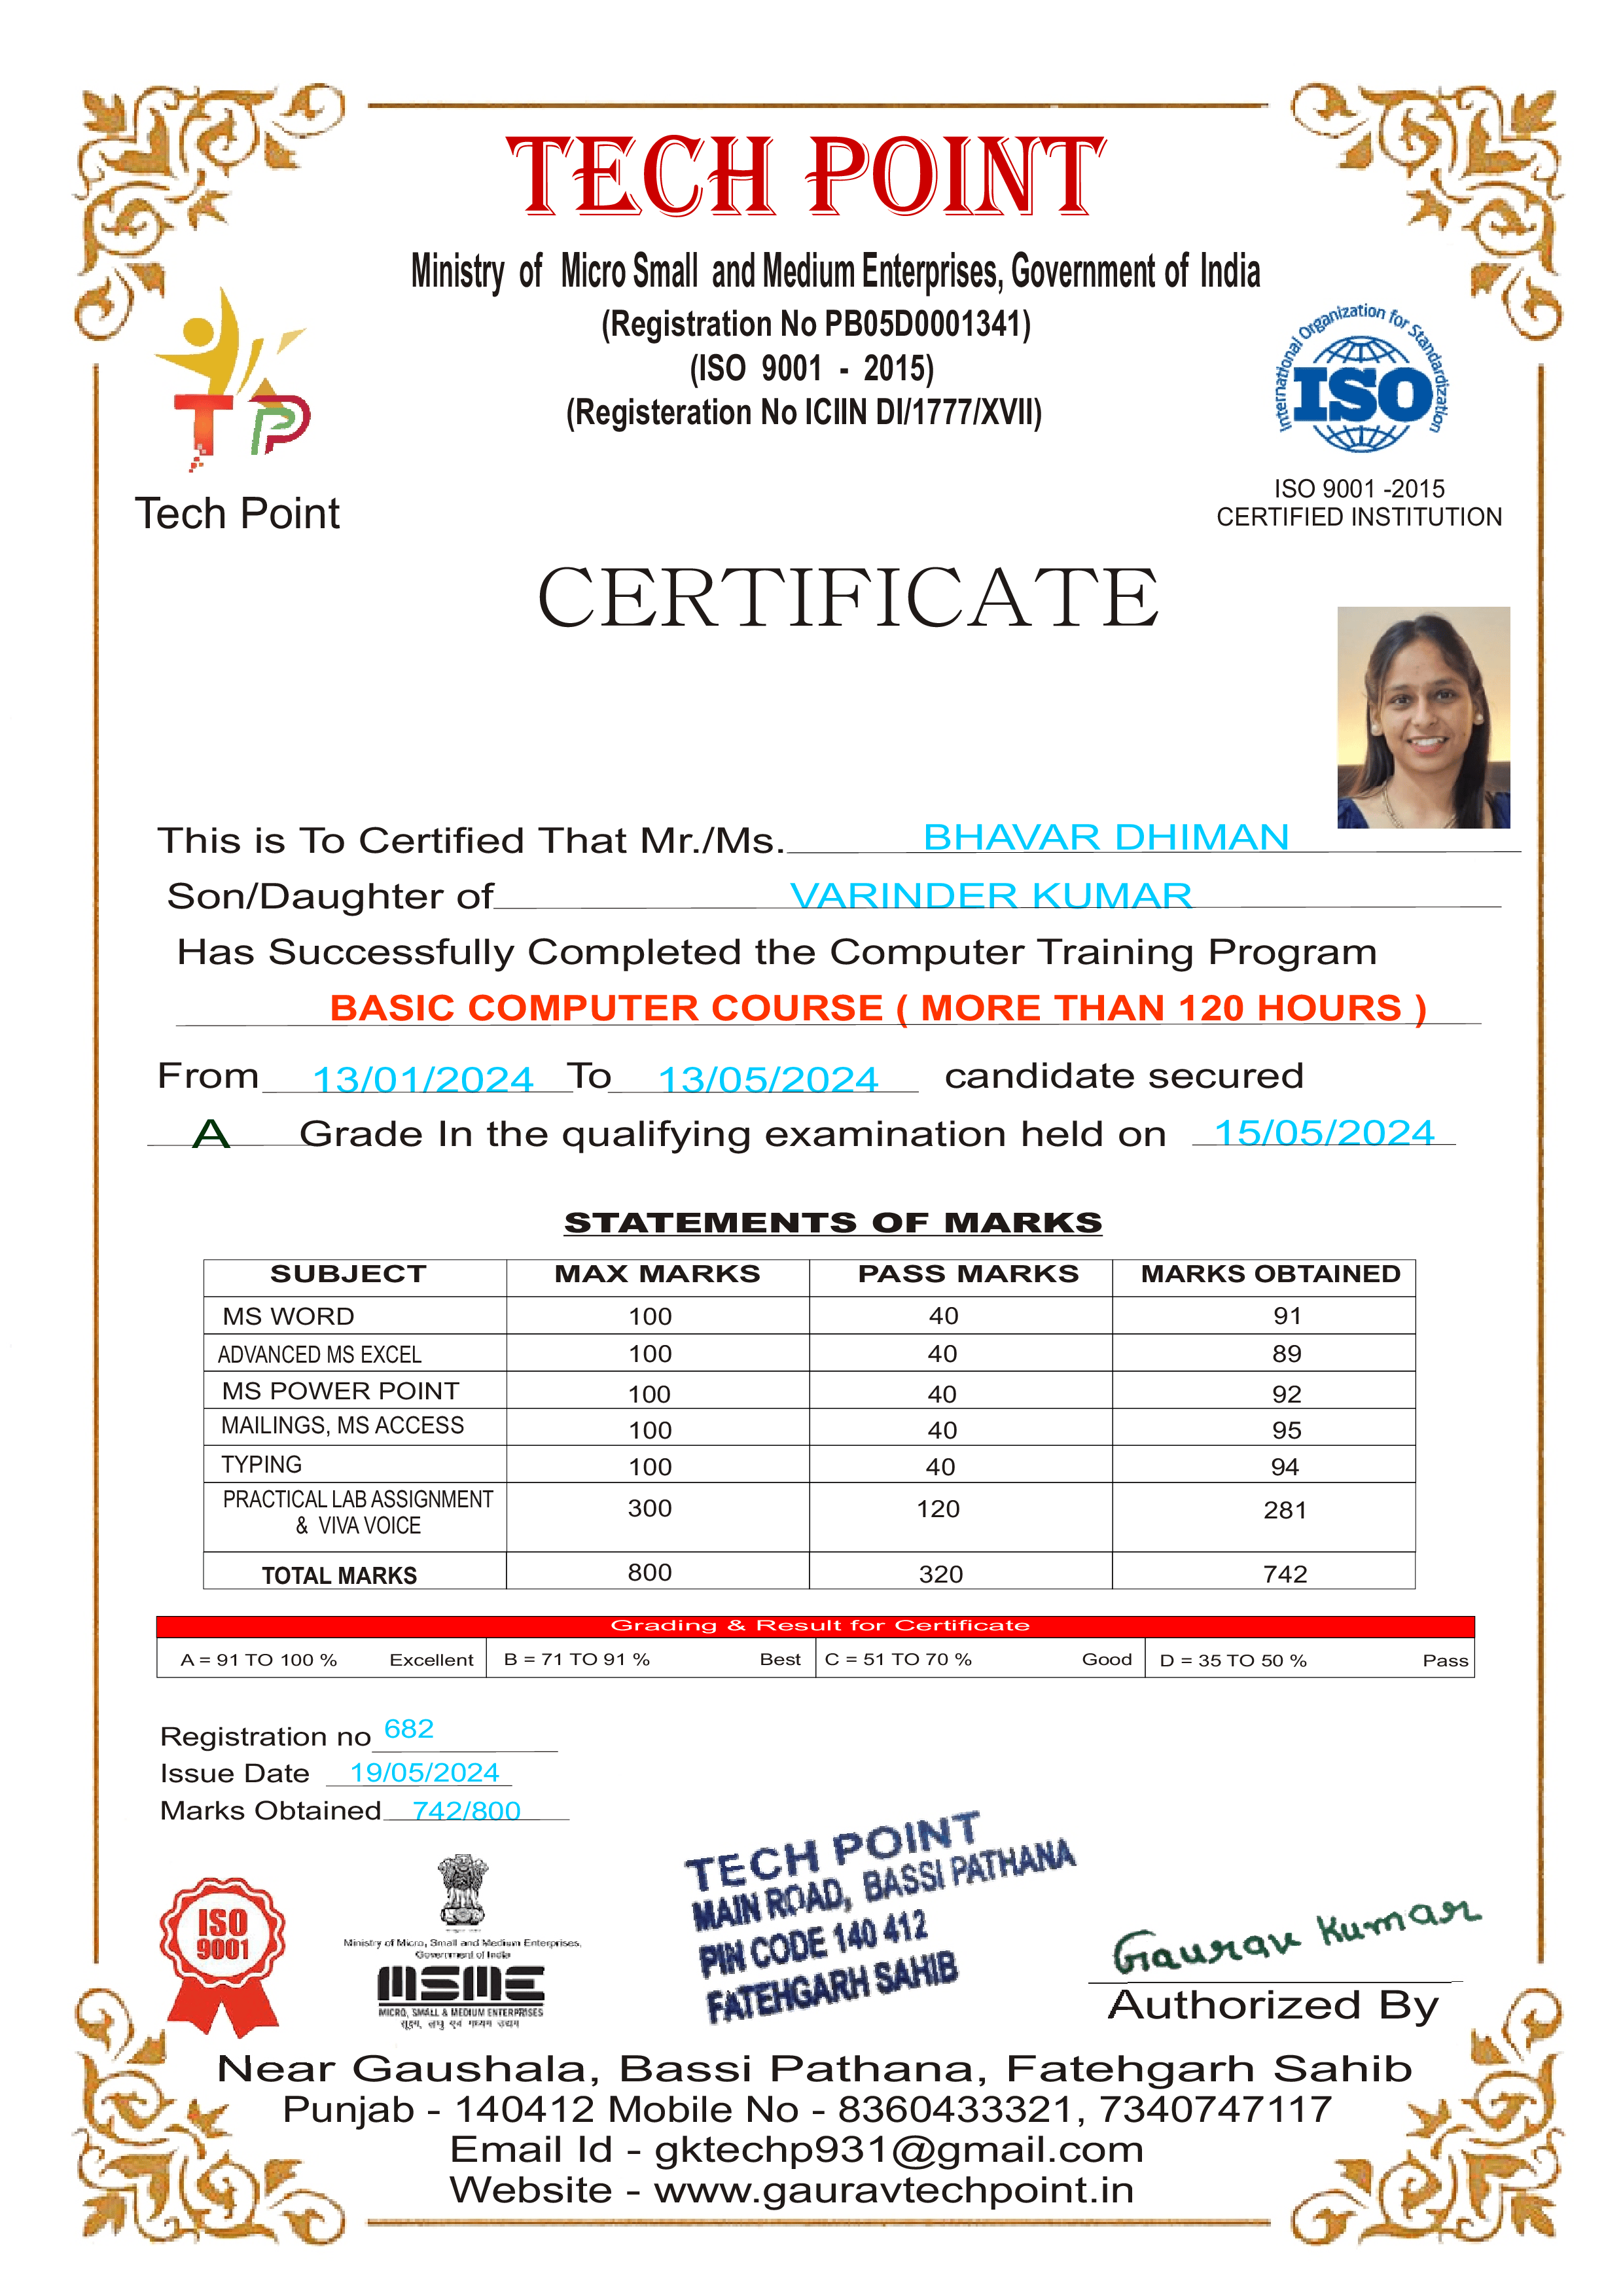 TECH POINT
Ministry of Micro Small and Medium Enterprises, Government of India
(Registration No PB05D0001341)
(ISO 9001 - 2015)
(Registeration No ICIIN DI/1777/XVII)
Tech Point
International Organization for Standardization
ISO
ISO 9001 -2015
CERTIFIED INSTITUTION
CERTIFICATE
This is To Certified That Mr./Ms. BHAVAR DHIMAN
Son/Daughter of VARINDER KUMAR
Has Successfully Completed the Computer Training Program
BASIC COMPUTER COURSE ( MORE THAN 120 HOURS )
From 13/01/2024 To 13/05/2024 candidate secured
A Grade In the qualifying examination held on 15/05/2024
STATEMENTS OF MARKS
SUBJECT MAX MARKS PASS MARKS MARKS OBTAINED
MS WORD 100 40 91
ADVANCED MS EXCEL 100 40 89
MS POWER POINT 100 40 92
MAILINGS, MS ACCESS 100 40 95
TYPING 100 40 94
PRACTICAL LAB ASSIGNMENT
& VIVA VOICE 300 120 281
TOTAL MARKS 800 320 742
Grading & Result for Certificate
A = 91 TO 100 % Excellent B = 71 TO 91 % Best C = 51 TO 70 % Good D = 35 TO 50 % Pass
Registration no 682
Issue Date 19/05/2024
Marks Obtained 742/800
ISO
9001
Ministry of Micro, Small and Medium Enterprises,
Government of India
MSME
MICRO, SMALL & MEDIUM ENTERPRISES
सूक्ष्म, लघु एवं मध्यम उद्यम
TECH POINT
MAIN ROAD, BASSI PATHANA
PIN CODE 140 412
FATEHGARH SAHIB
Gaurav Kumar
Authorized By
Near Gaushala, Bassi Pathana, Fatehgarh Sahib
Punjab - 140412 Mobile No - 8360433321, 7340747117
Email Id - gktechp931@gmail.com
Website - www.gauravtechpoint.in